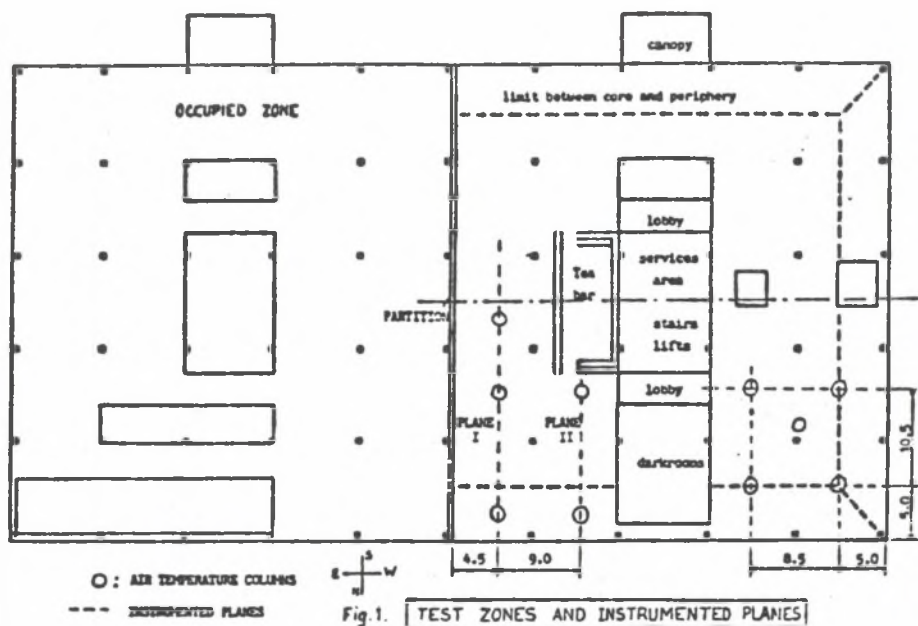 canopy
limit between core and periphery
OCCUPIED ZONE
lobby
Tea
bar
services
area
PARTITION
stairs
lifts
lobby
PLANE
I
PLANE
II
darkrooms
10.5
5.0
4.5
9.0
8.5
5.0
S
E W
N
O : AIR TEMPERATURE COLUMNS
---- INSTRUMENTED PLANES
Fig.1. TEST ZONES AND INSTRUMENTED PLANES